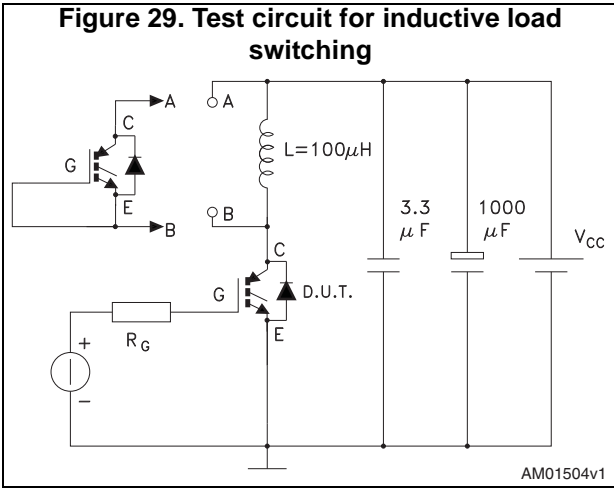 Figure 29. Test circuit for inductive load
switching
A
A
C
G
E
B
B
L=100μH
C
G
D.U.T.
E
RG
+
−
3.3
μF
1000
μF
VCC
AM01504v1